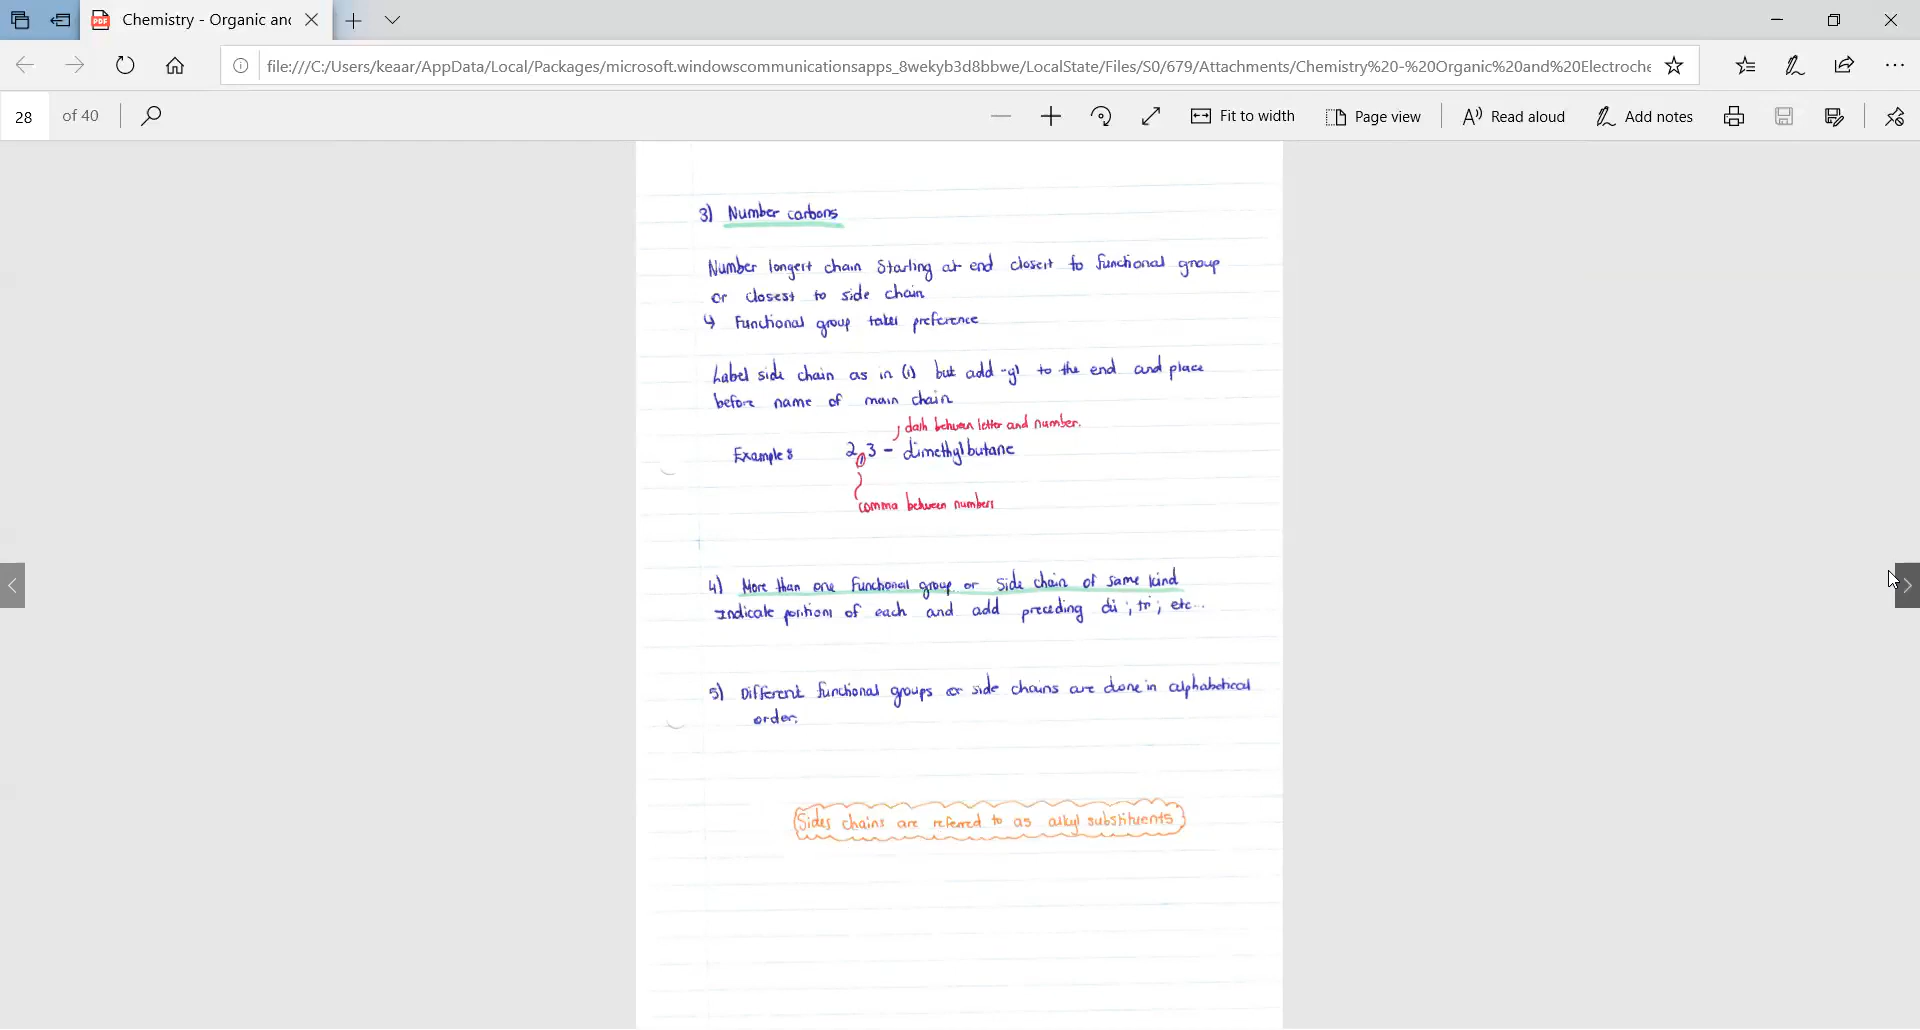 Chemistry - Organic and
file:///C:/Users/keaar/AppData/Local/Packages/microsoft.windowscommunicationsapps_8wekyb3d8bbwe/LocalState/Files/S0/679/Attachments/Chemistry%20-%20Organic%20and%20Electroche
28 of 40 Fit to width Page view Read aloud Add notes
3) Number carbons
Number longest chain starting at end closest to functional group
or closest to side chain
↳ Functional group takes preference
Label side chain as in (1) but add -yl to the end and place
before name of main chain
dash between letter and number.
Example: 2,3 - dimethylbutane
comma between numbers
4) More than one functional group or side chain of same kind
Indicate positions of each and add preceding di ; tri ; etc...
5) Different functional groups or side chains are done in alphabetical
order.
Sides chains are referred to as alkyl substituents